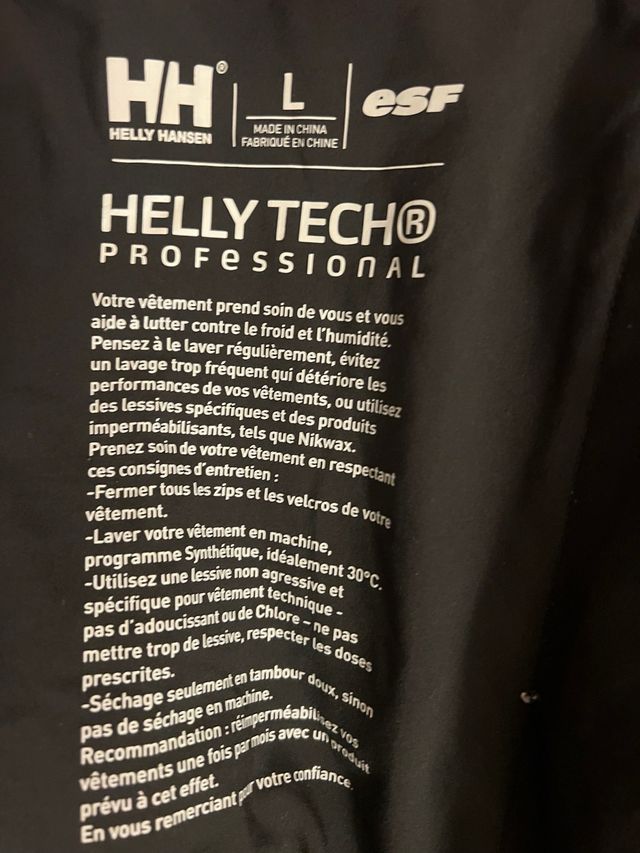 HH®
HELLY HANSEN
L
MADE IN CHINA
FABRIQUÉ EN CHINE
esf
HELLY TECH®
PROFESSIONAL
Votre vêtement prend soin de vous et vous
aide à lutter contre le froid et l'humidité.
Pensez à le laver régulièrement, évitez
un lavage trop fréquent qui détériore les
performances de vos vêtements, ou utilisez
des lessives spécifiques et des produits
imperméabilisants, tels que Nikwax.
Prenez soin de votre vêtement en respectant
ces consignes d'entretien :
-Fermer tous les zips et les velcros de votre
vêtement.
-Laver votre vêtement en machine,
programme Synthétique, idéalement 30°C.
-Utilisez une lessive non agressive et
spécifique pour vêtement technique -
pas d'adoucissant ou de Chlore - ne pas
mettre trop de lessive, respecter les doses
prescrites.
-Séchage seulement en tambour doux, sinon
pas de séchage en machine.
Recommandation : réimperméabilisez vos
vêtements une fois par mois avec un produit
prévu à cet effet.
En vous remerciant pour votre confiance.